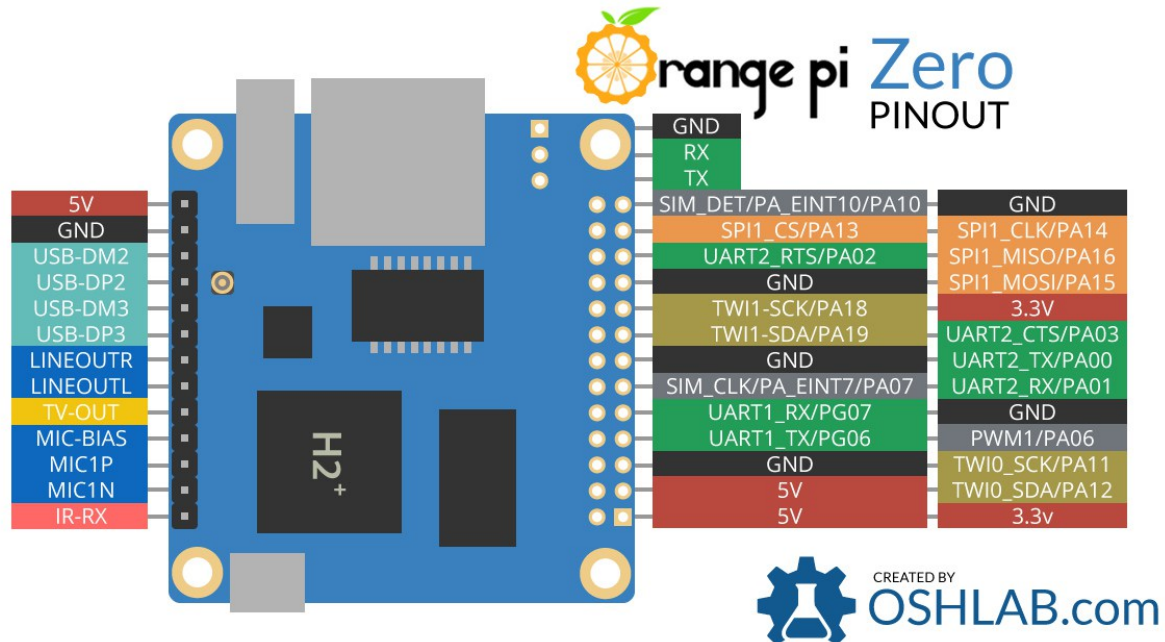 Orange pi Zero
PINOUT
GND
RX
TX
5V
GND
USB-DM2
USB-DP2
USB-DM3
USB-DP3
LINEOUTR
LINEOUTL
TV-OUT
MIC-BIAS
MIC1P
MIC1N
IR-RX
H2+
SIM_DET/PA_EINT10/PA10 GND
SPI1_CS/PA13 SPI1_CLK/PA14
UART2_RTS/PA02 SPI1_MISO/PA16
GND SPI1_MOSI/PA15
TWI1-SCK/PA18 3.3V
TWI1-SDA/PA19 UART2_CTS/PA03
GND UART2_TX/PA00
SIM_CLK/PA_EINT7/PA07 UART2_RX/PA01
UART1_RX/PG07 GND
UART1_TX/PG06 PWM1/PA06
GND TWI0_SCK/PA11
5V TWI0_SDA/PA12
5V 3.3v
CREATED BY
OSHLAB.com